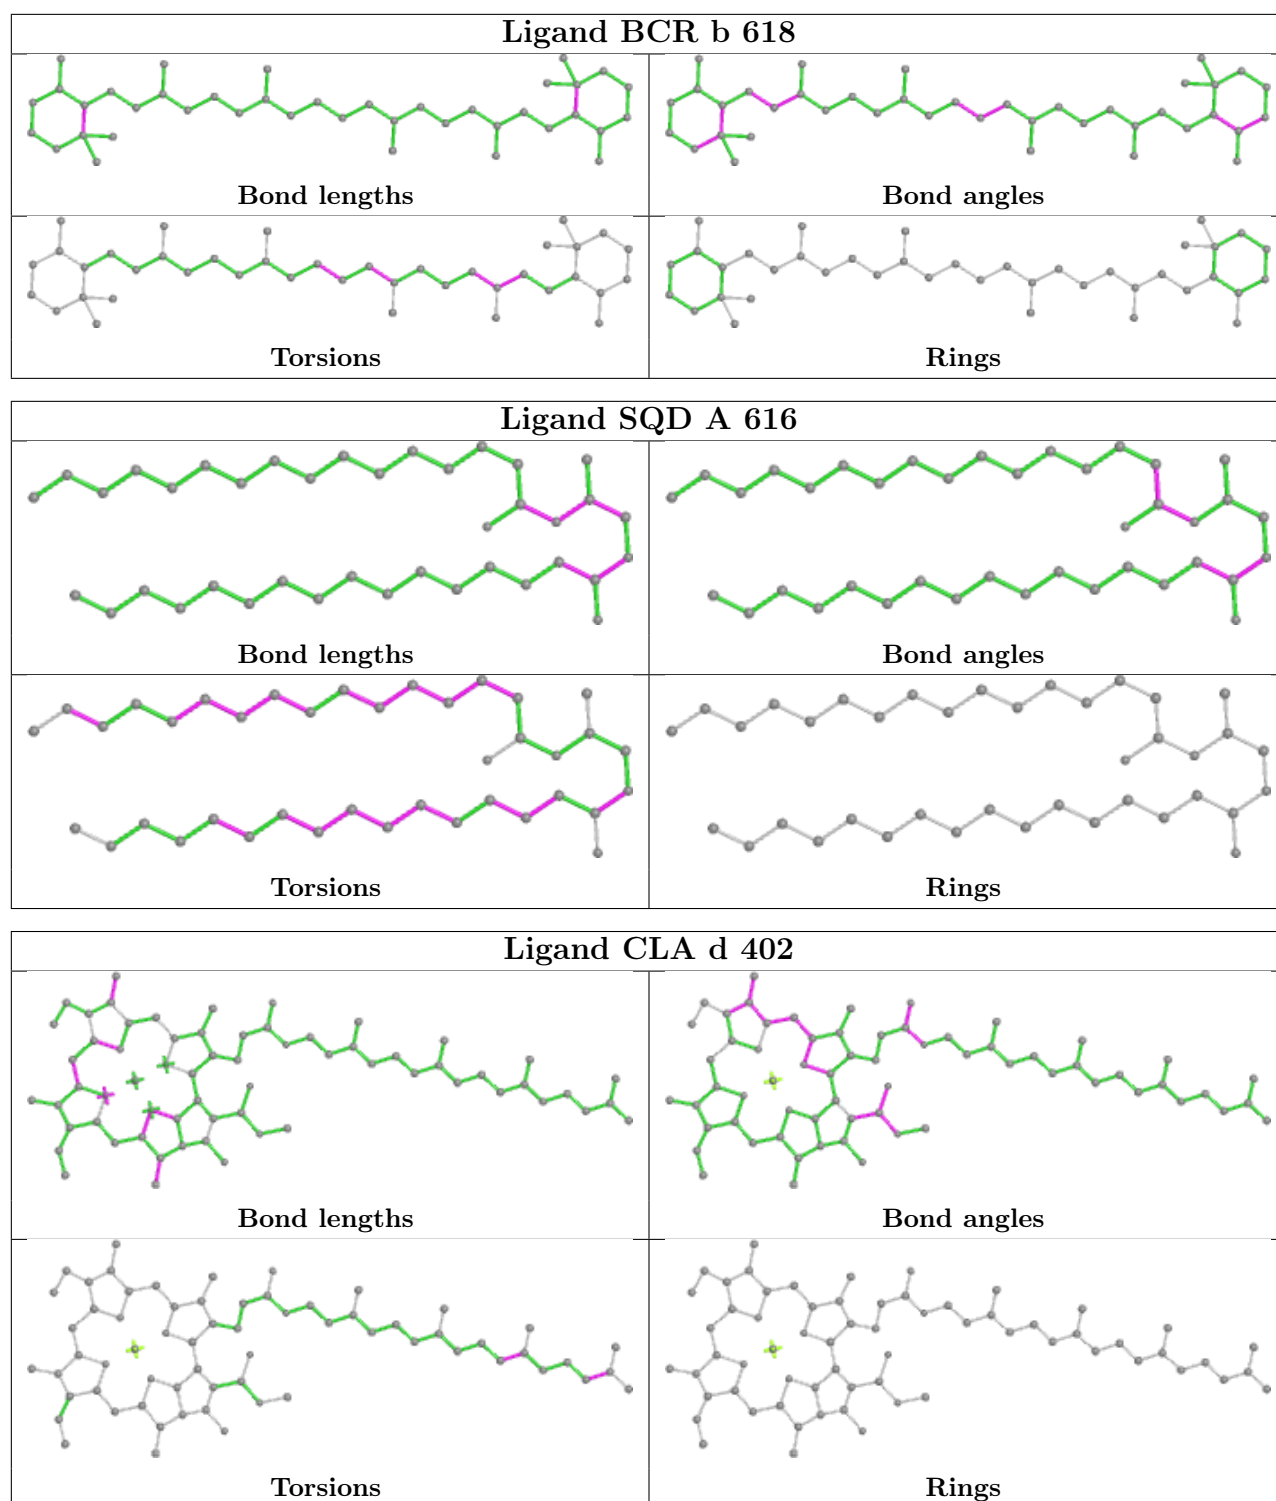 Ligand BCR b 618
Bond lengths
Bond angles
Torsions
Rings
Ligand SQD A 616
Bond lengths
Bond angles
Torsions
Rings
Ligand CLA d 402
Bond lengths
Bond angles
Torsions
Rings